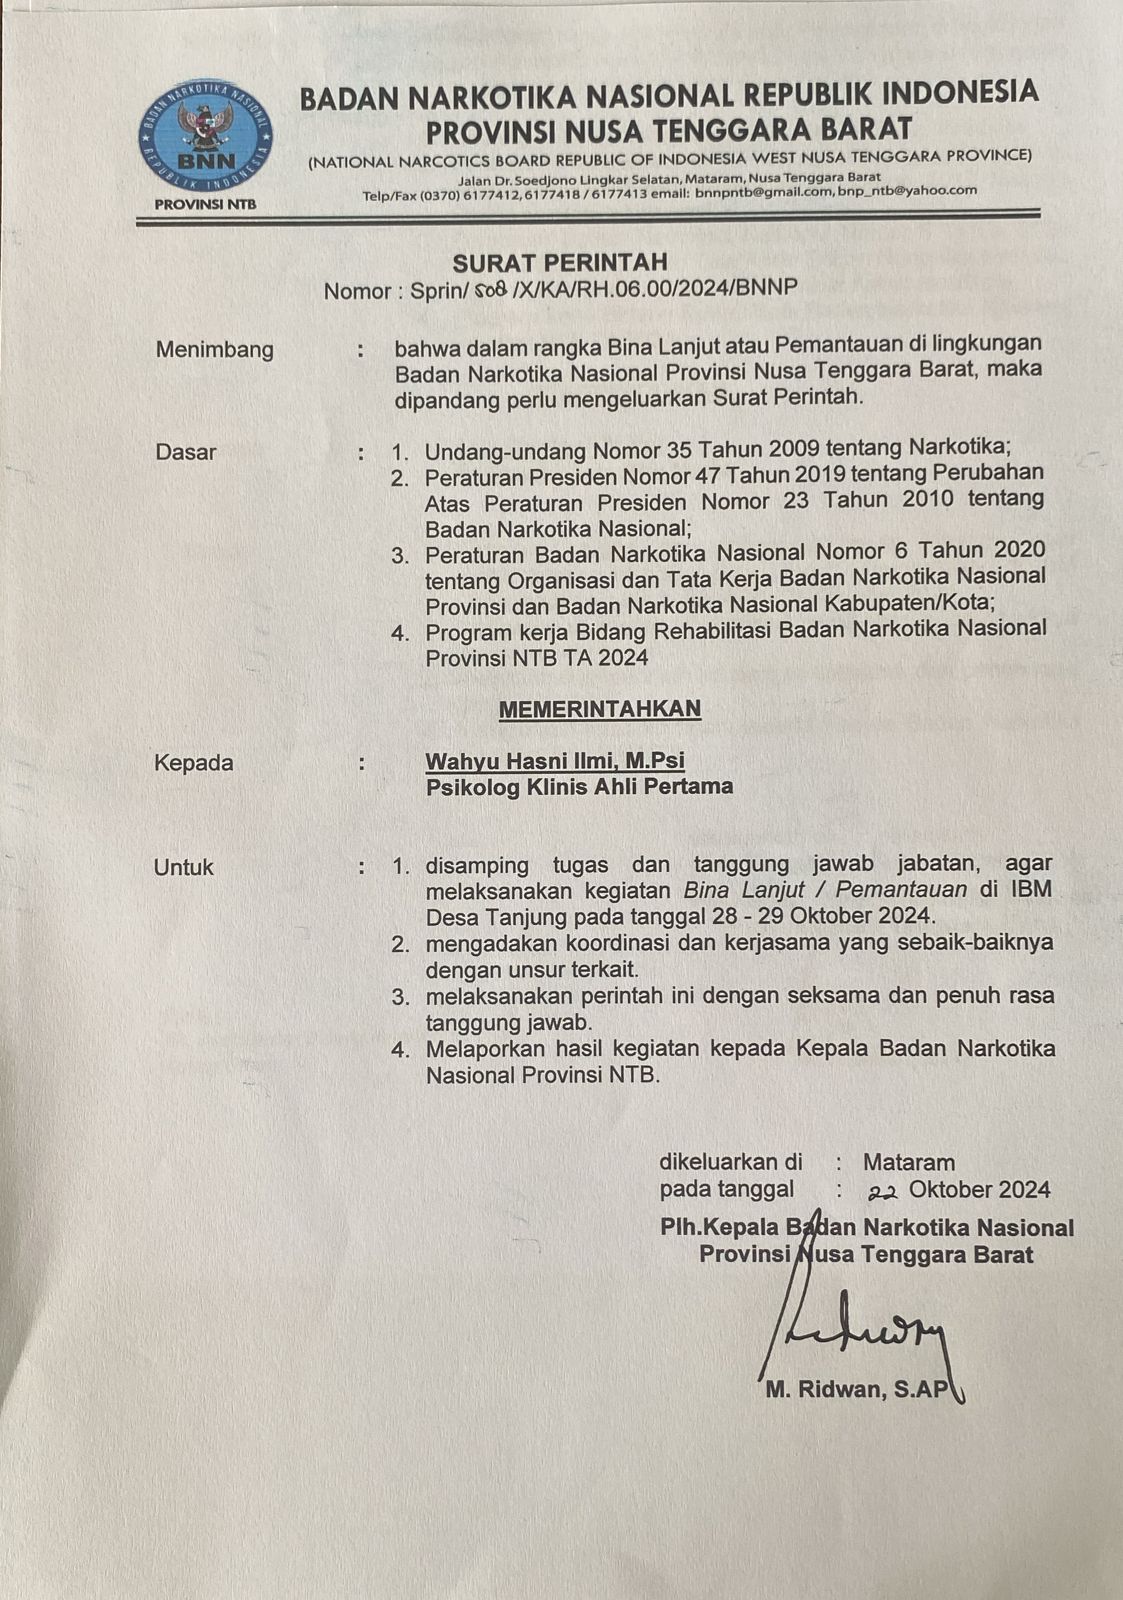 BADAN NARKOTIKA NASIONAL
REPUBLIK INDONESIA
BNN
PROVINSI NTB
BADAN NARKOTIKA NASIONAL REPUBLIK INDONESIA
PROVINSI NUSA TENGGARA BARAT
(NATIONAL NARCOTICS BOARD REPUBLIC OF INDONESIA WEST NUSA TENGGARA PROVINCE)
Jalan Dr. Soedjono Lingkar Selatan, Mataram, Nusa Tenggara Barat
Telp/Fax (0370) 6177412, 6177418 / 6177413 email: bnnpntb@gmail.com, bnp_ntb@yahoo.com
SURAT PERINTAH
Nomor : Sprin/ 508 /X/KA/RH.06.00/2024/BNNP
Menimbang : bahwa dalam rangka Bina Lanjut atau Pemantauan di lingkungan
Badan Narkotika Nasional Provinsi Nusa Tenggara Barat, maka
dipandang perlu mengeluarkan Surat Perintah.
Dasar : 1. Undang-undang Nomor 35 Tahun 2009 tentang Narkotika;
2. Peraturan Presiden Nomor 47 Tahun 2019 tentang Perubahan
Atas Peraturan Presiden Nomor 23 Tahun 2010 tentang
Badan Narkotika Nasional;
3. Peraturan Badan Narkotika Nasional Nomor 6 Tahun 2020
tentang Organisasi dan Tata Kerja Badan Narkotika Nasional
Provinsi dan Badan Narkotika Nasional Kabupaten/Kota;
4. Program kerja Bidang Rehabilitasi Badan Narkotika Nasional
Provinsi NTB TA 2024
MEMERINTAHKAN
Kepada : Wahyu Hasni Ilmi, M.Psi
Psikolog Klinis Ahli Pertama
Untuk : 1. disamping tugas dan tanggung jawab jabatan, agar
melaksanakan kegiatan Bina Lanjut / Pemantauan di IBM
Desa Tanjung pada tanggal 28 - 29 Oktober 2024.
2. mengadakan koordinasi dan kerjasama yang sebaik-baiknya
dengan unsur terkait.
3. melaksanakan perintah ini dengan seksama dan penuh rasa
tanggung jawab.
4. Melaporkan hasil kegiatan kepada Kepala Badan Narkotika
Nasional Provinsi NTB.
dikeluarkan di : Mataram
pada tanggal : 22 Oktober 2024
Plh.Kepala Badan Narkotika Nasional
Provinsi Nusa Tenggara Barat
M. Ridwan, S.AP